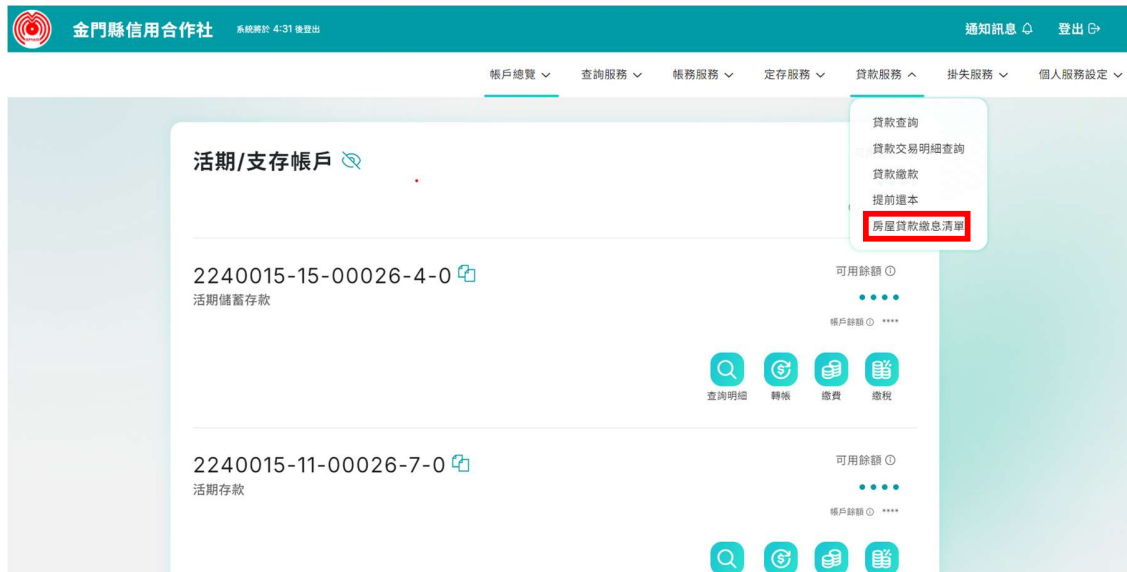 金門縣信用合作社 系統將於 4:31 後登出 通知訊息 登出
帳戶總覽 查詢服務 帳務服務 定存服務 貸款服務 掛失服務 個人服務設定
貸款查詢
貸款交易明細查詢
貸款繳款
提前還本
房屋貸款繳息清單
活期/支存帳戶
2240015-15-00026-4-0 可用餘額
活期儲蓄存款
帳戶餘額 ****
查詢明細 轉帳 繳費 繳稅
2240015-11-00026-7-0 可用餘額
活期存款
帳戶餘額 ****